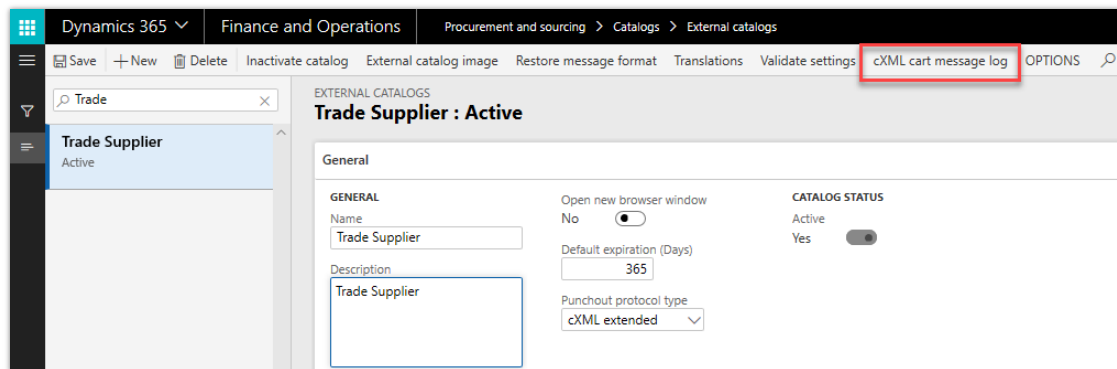 Dynamics 365 Finance and Operations Procurement and sourcing > Catalogs > External catalogs
Save New Delete Inactivate catalog External catalog image Restore message format Translations Validate settings cXML cart message log OPTIONS
Trade
Trade Supplier
Active
EXTERNAL CATALOGS
Trade Supplier : Active
General
GENERAL
Name
Trade Supplier
Description
Trade Supplier
Open new browser window
No
Default expiration (Days)
365
Punchout protocol type
cXML extended
CATALOG STATUS
Active
Yes